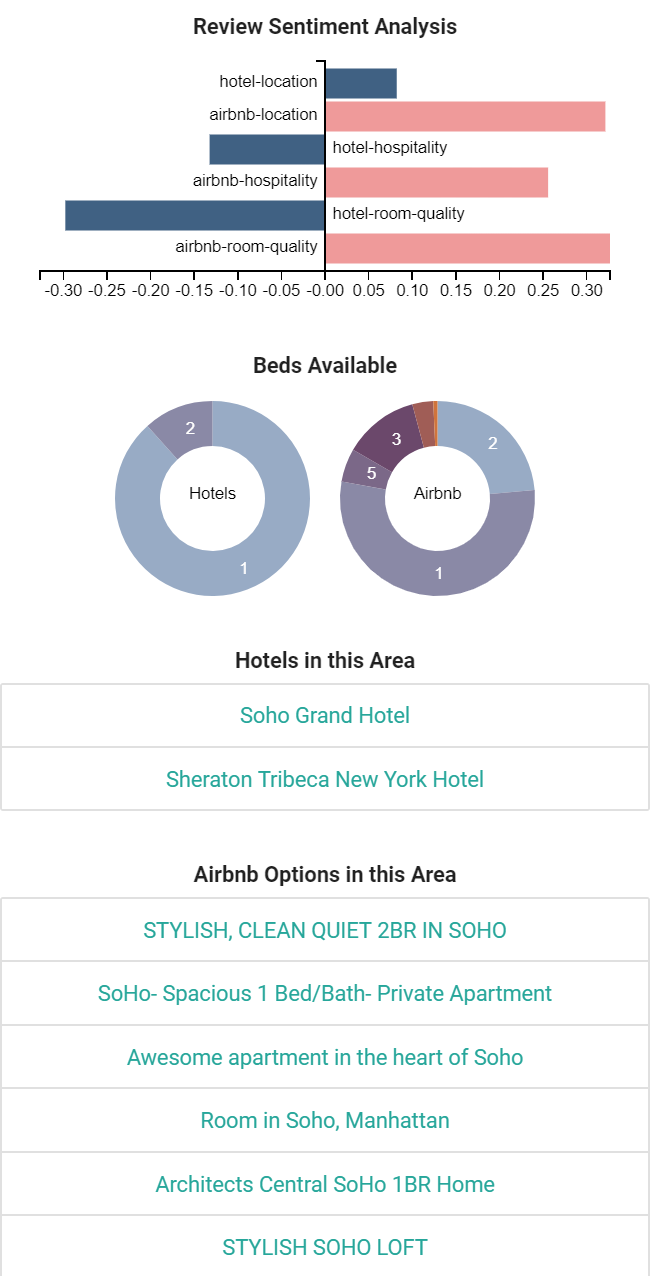 Review Sentiment Analysis
hotel-location
airbnb-location
hotel-hospitality
airbnb-hospitality
hotel-room-quality
airbnb-room-quality
-0.30 -0.25 -0.20 -0.15 -0.10 -0.05 -0.00 0.05 0.10 0.15 0.20 0.25 0.30
Beds Available
2
1
Hotels
2
3
5
1
Airbnb
Hotels in this Area
Soho Grand Hotel
Sheraton Tribeca New York Hotel
Airbnb Options in this Area
STYLISH, CLEAN QUIET 2BR IN SOHO
SoHo- Spacious 1 Bed/Bath- Private Apartment
Awesome apartment in the heart of Soho
Room in Soho, Manhattan
Architects Central SoHo 1BR Home
STYLISH SOHO LOFT